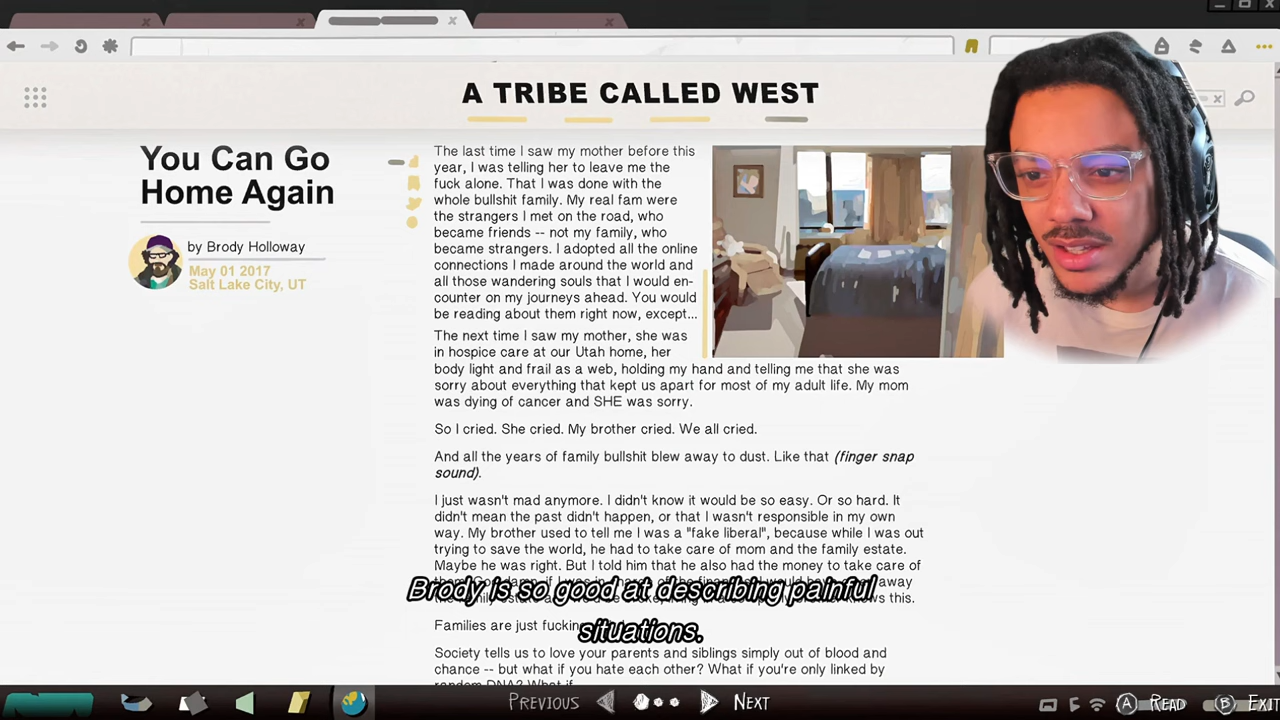 A TRIBE CALLED WEST
You Can Go
Home Again
by Brody Holloway
May 01 2017
Salt Lake City, UT
The last time I saw my mother before this
year, I was telling her to leave me the
fuck alone. That I was done with the
whole bullshit family. My real fam were
the strangers I met on the road, who
became friends -- not my family, who
became strangers. I adopted all the online
connections I made around the world and
all those wandering souls that I would en-
counter on my journeys ahead. You would
be reading about them right now, except...
The next time I saw my mother, she was
in hospice care at our Utah home, her
body light and frail as a web, holding my hand and telling me that she was
sorry about everything that kept us apart for most of my adult life. My mom
was dying of cancer and SHE was sorry.
So I cried. She cried. My brother cried. We all cried.
And all the years of family bullshit blew away to dust. Like that (finger snap
sound).
I just wasn't mad anymore. I didn't know it would be so easy. Or so hard. It
didn't mean the past didn't happen, or that I wasn't responsible in my own
way. My brother used to tell me I was a "fake liberal", because while I was out
trying to save the world, he had to take care of mom and the family estate.
Maybe he was right. But I told him that he also had the money to take care of
Brody is so good at describing painful
situations.
knows this.
Families are just fucking
Society tells us to love your parents and siblings simply out of blood and
chance -- but what if you hate each other? What if you're only linked by
random DNA? What if
Previous
Next
A Read
B Exit